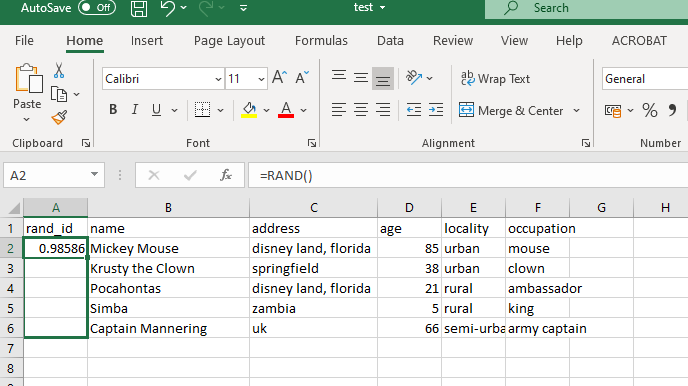 AutoSave Off test Search
File Home Insert Page Layout Formulas Data Review View Help ACROBAT
Paste Calibri 11 A A ab Wrap Text General
B I U A Merge & Center % 9
Clipboard Font Alignment Number
A2 fx =RAND()
A B C D E F G H
1 rand_id name address age locality occupation
2 0.98586 Mickey Mouse disney land, florida 85 urban mouse
3 Krusty the Clown springfield 38 urban clown
4 Pocahontas disney land, florida 21 rural ambassador
5 Simba zambia 5 rural king
6 Captain Mannering uk 66 semi-urba army captain
7
8